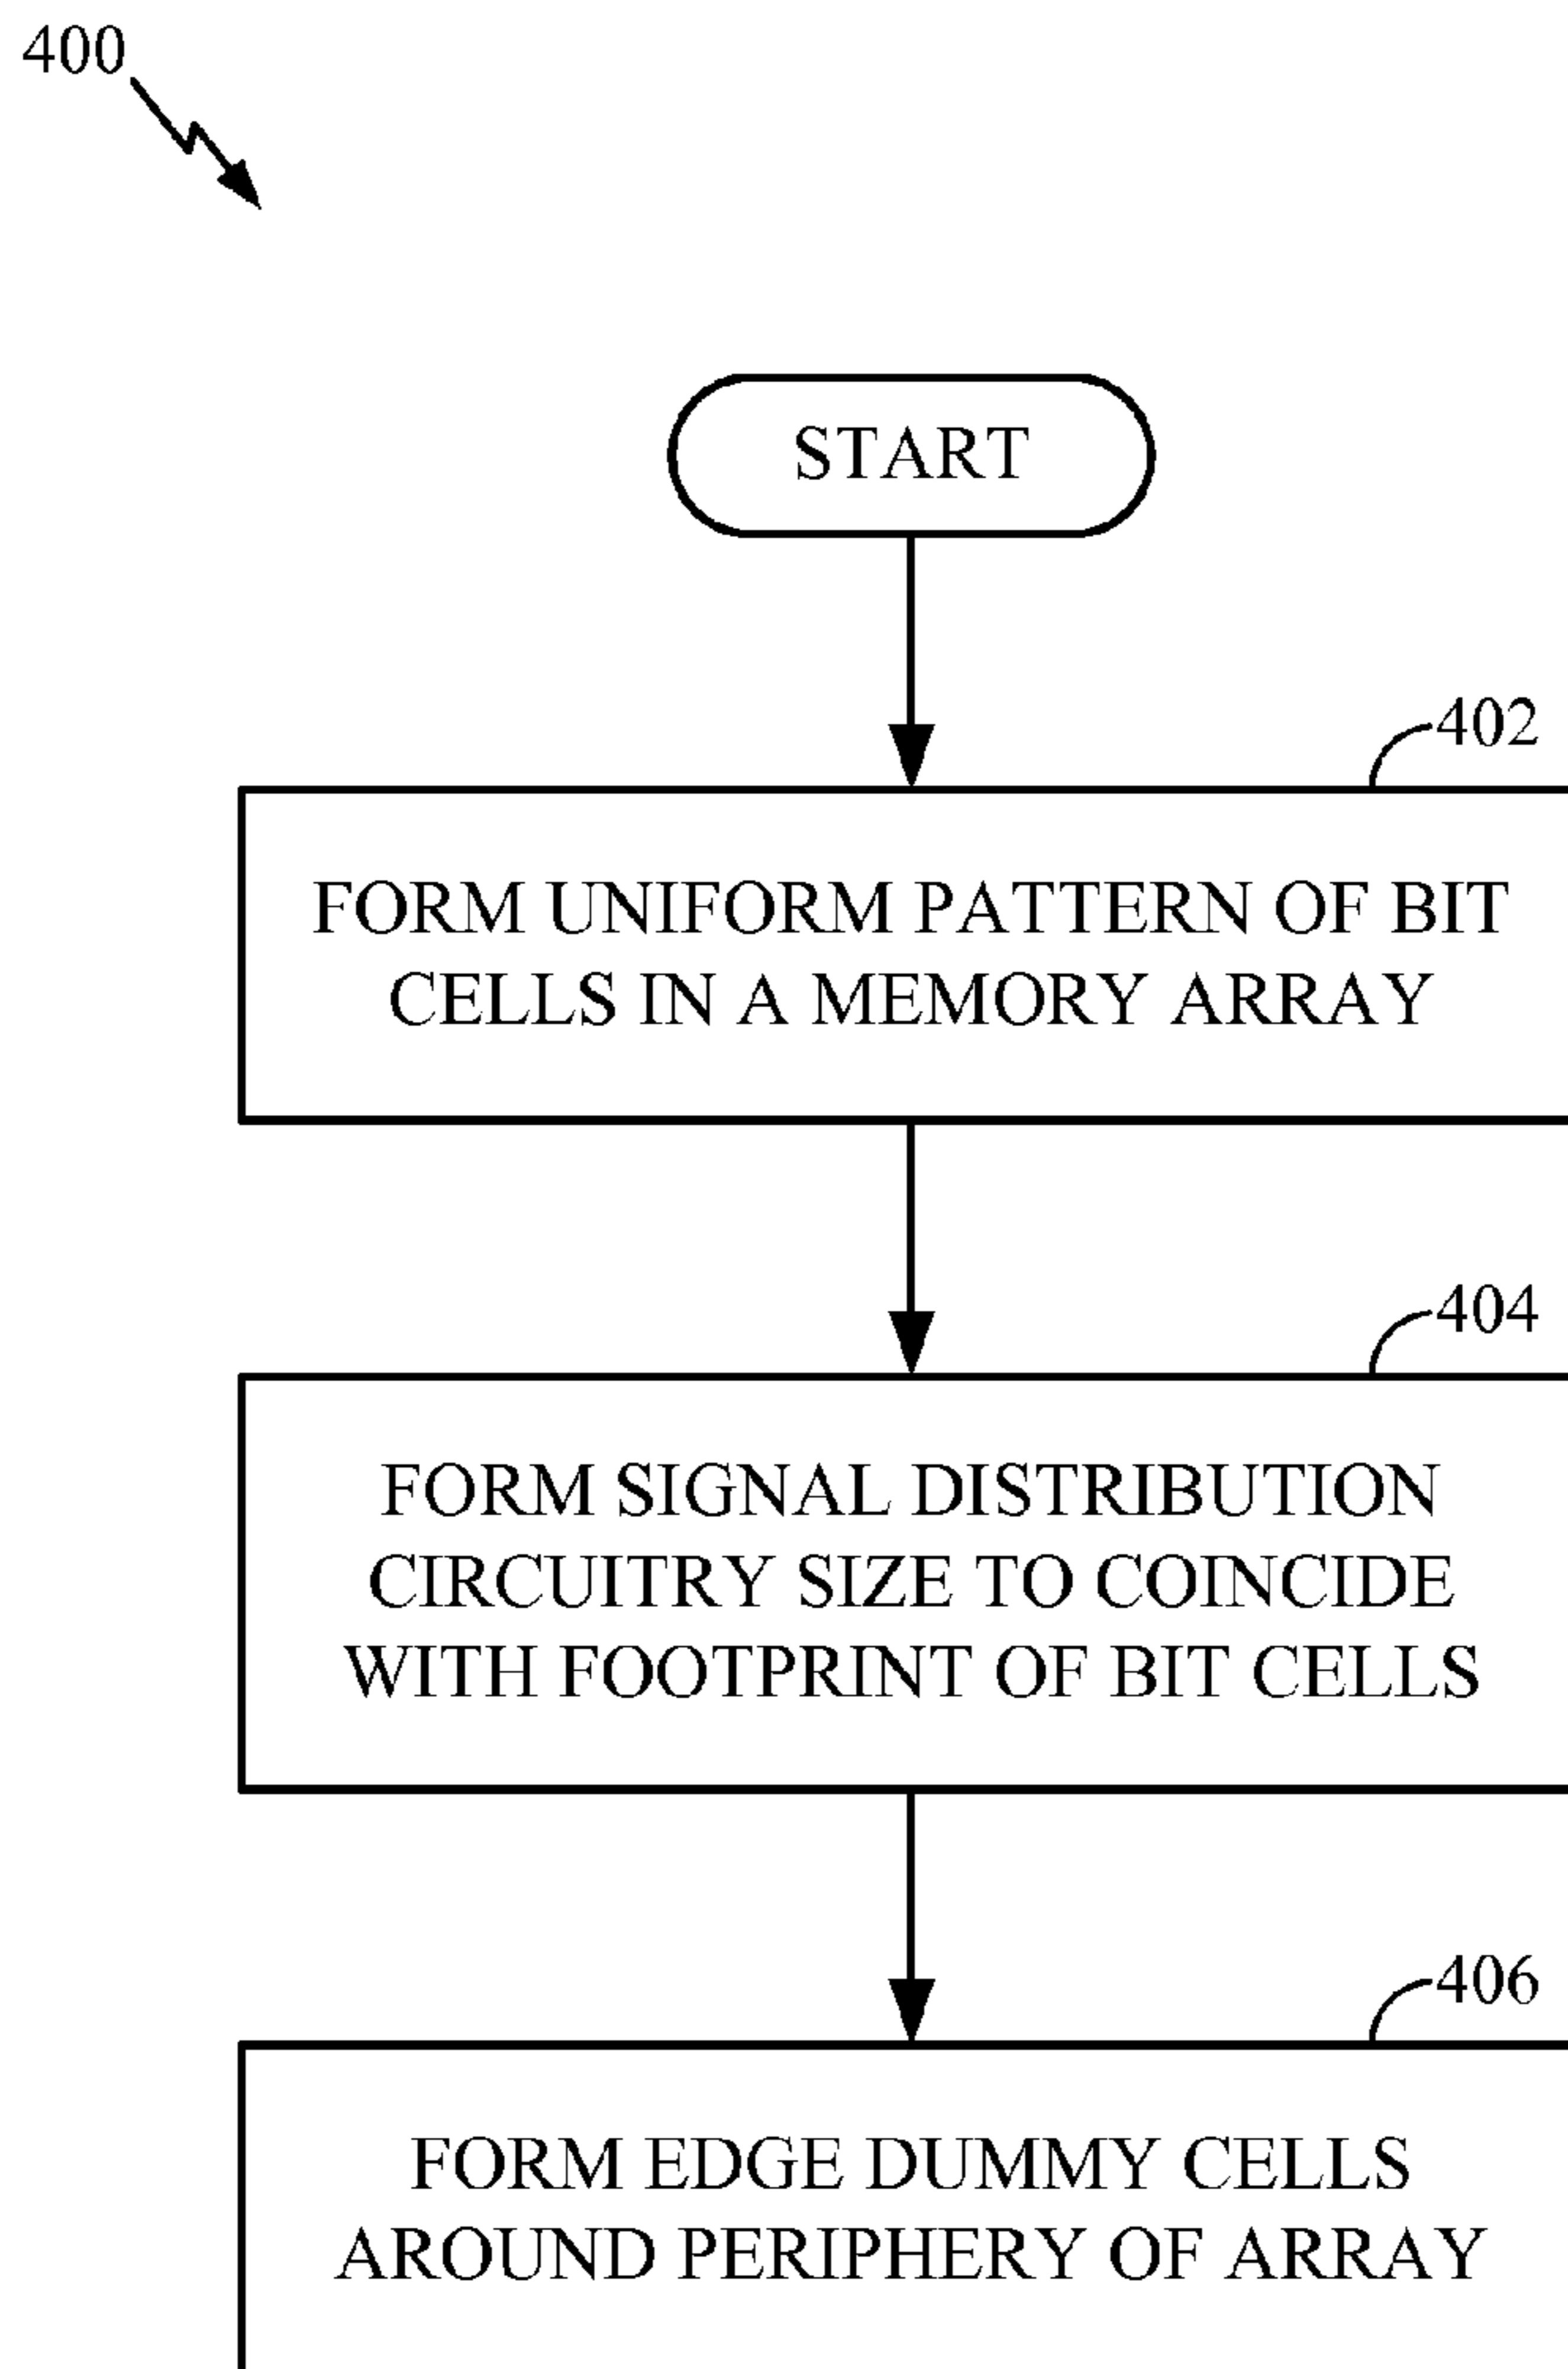 400
START
402
FORM UNIFORM PATTERN OF BIT
CELLS IN A MEMORY ARRAY
404
FORM SIGNAL DISTRIBUTION
CIRCUITRY SIZE TO COINCIDE
WITH FOOTPRINT OF BIT CELLS
406
FORM EDGE DUMMY CELLS
AROUND PERIPHERY OF ARRAY